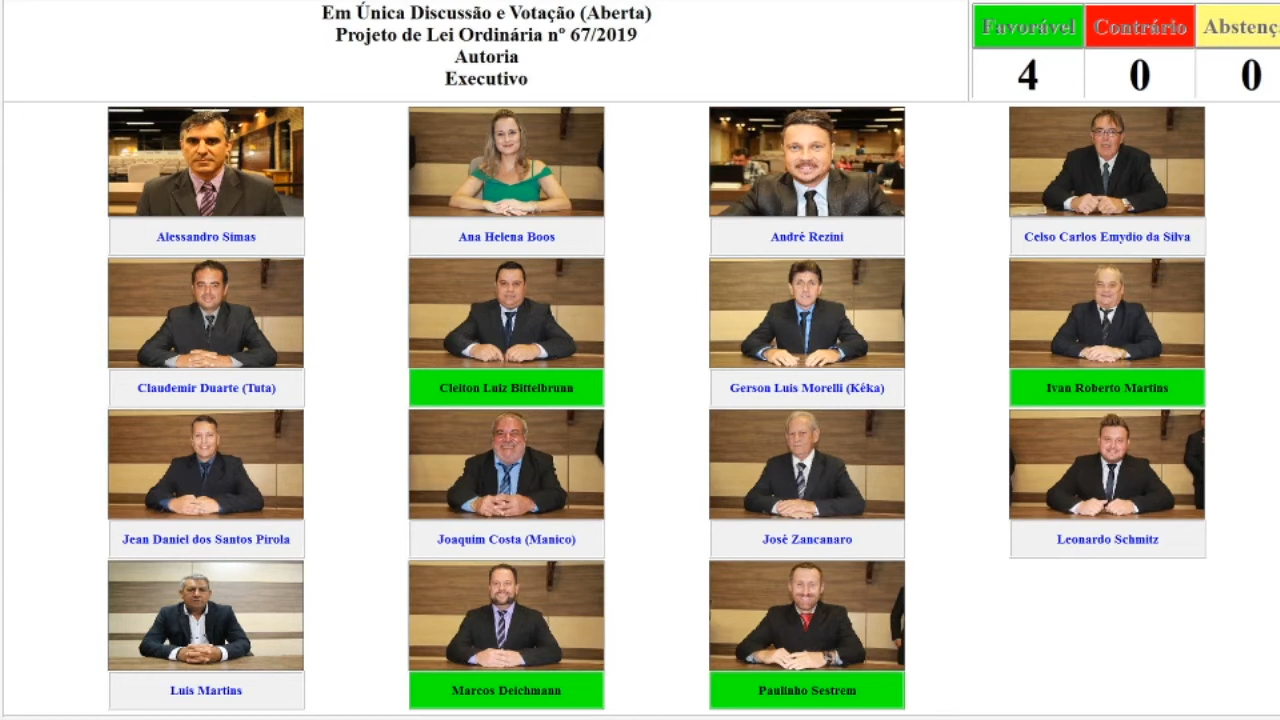 Em Única Discussão e Votação (Aberta)
Projeto de Lei Ordinária nº 67/2019
Autoria
Executivo
Favorável Contrário Abstenç
4 0 0
Alessandro Simas
Ana Helena Boos
André Rezini
Celso Carlos Emydio da Silva
Claudemir Duarte (Tuta)
Cleiton Luiz Bittelbrunn
Gerson Luis Morelli (Kéka)
Ivan Roberto Martins
Jean Daniel dos Santos Pirola
Joaquim Costa (Manico)
José Zancanaro
Leonardo Schmitz
Luis Martins
Marcos Deichmann
Paulinho Sestrem